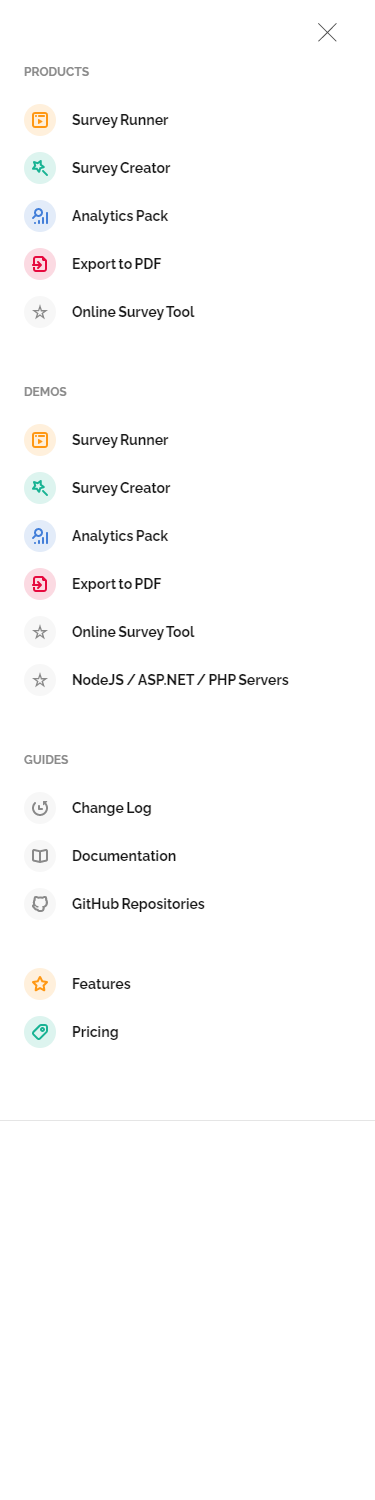 PRODUCTS
Survey Runner
Survey Creator
Analytics Pack
Export to PDF
Online Survey Tool
DEMOS
Survey Runner
Survey Creator
Analytics Pack
Export to PDF
Online Survey Tool
NodeJS / ASP.NET / PHP Servers
GUIDES
Change Log
Documentation
GitHub Repositories
Features
Pricing